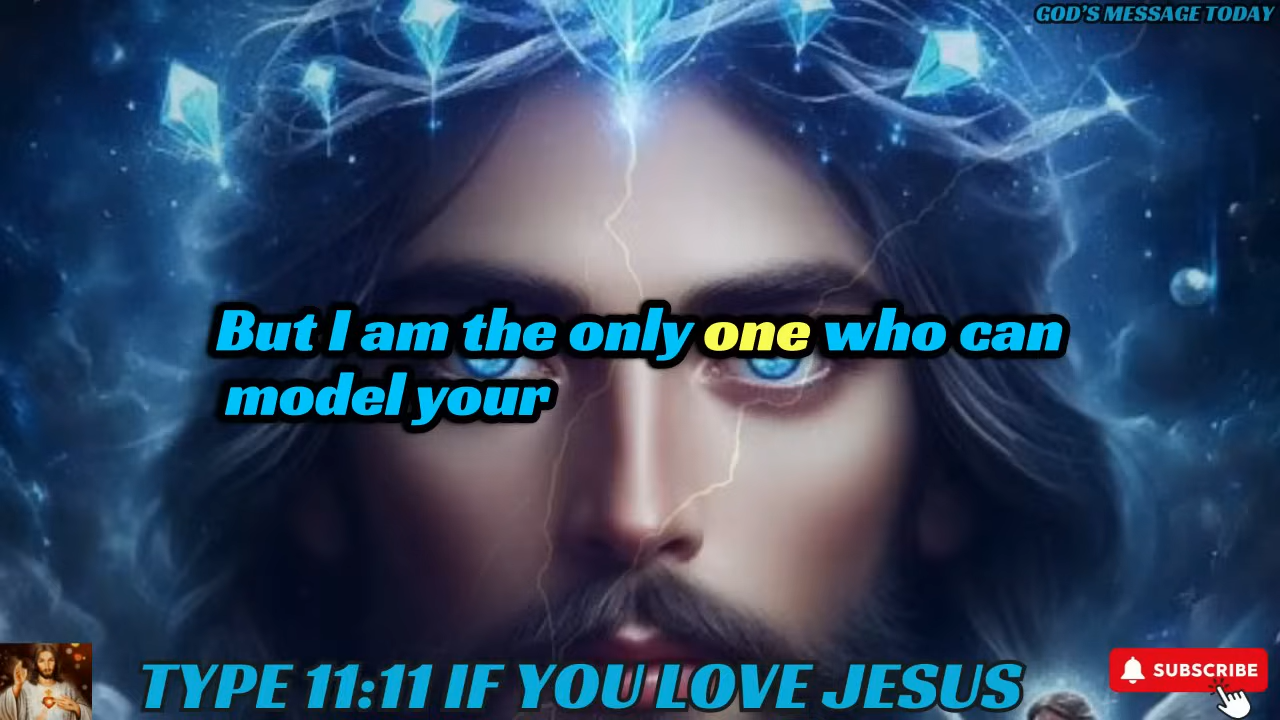 GOD'S MESSAGE TODAY
But I am the only one who can
model your
TYPE 11:11 IF YOU LOVE JESUS
SUBSCRIBE